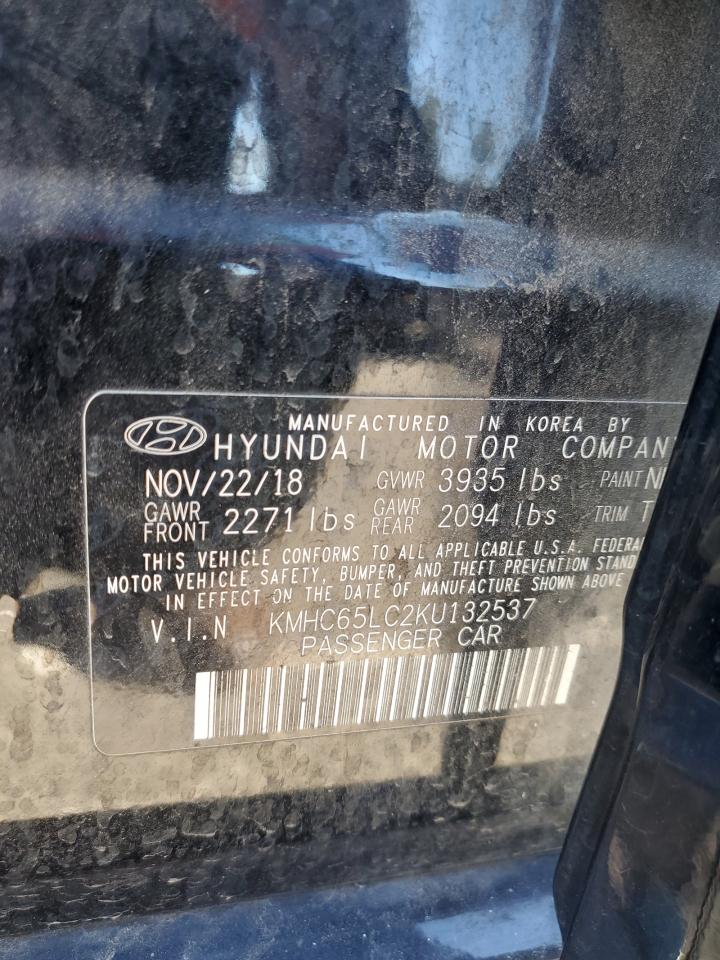 MANUFACTURED IN KOREA BY
HYUNDAI MOTOR COMPAN
NOV/22/18 GVWR 3935 lbs PAINT
GAWR FRONT 2271 lbs GAWR REAR 2094 lbs TRIM T
THIS VEHICLE CONFORMS TO ALL APPLICABLE U.S.A. FEDERA
MOTOR VEHICLE SAFETY, BUMPER, AND THEFT PREVENTION STAND
IN EFFECT ON THE DATE OF MANUFACTURE SHOWN ABOVE
V.I.N KMHC65LC2KU132537
PASSENGER CAR